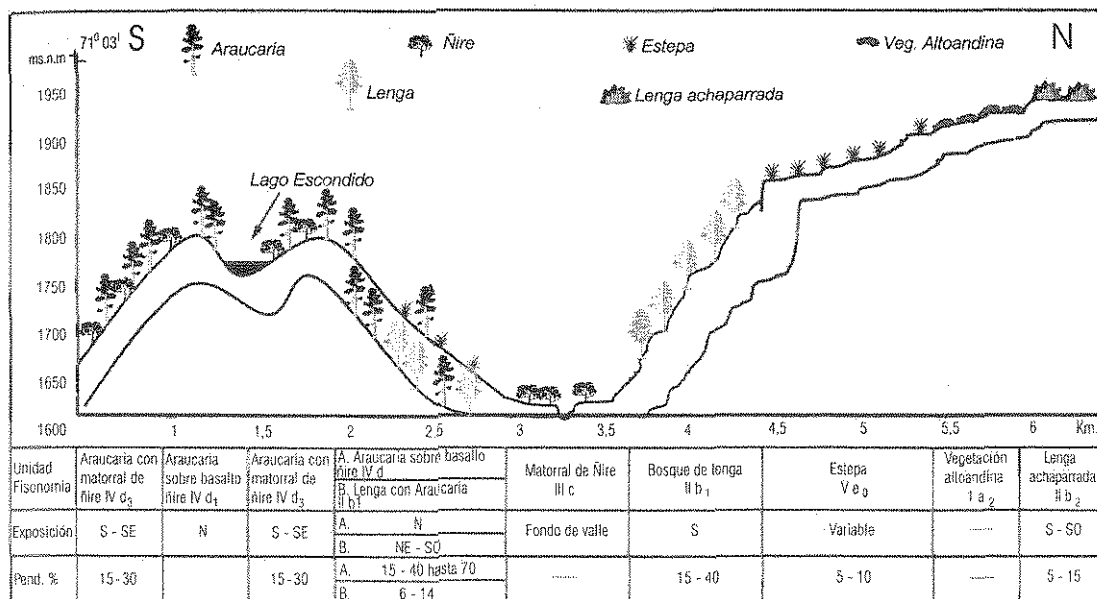 71° 03' S
N
ms.n.m
Araucaria
Ñire
Estepa
Veg. Altoandina
Lenga
Lenga achaparrada
Lago Escondido
1950
1900
1850
1800
1750
1700
1650
1600
1
1,5
2
2,5
3
3,5
4
4,5
5
5,5
6
Km.
Unidad
Fisonomia
Araucaria con
matorral de
ñire IV d3
Araucaria
sobre basalto
ñire IV d1
Araucaria con
matorral de
ñire IV d3
A. Araucaria sobre basalto
ñire IV d
B. Lenga con Araucaria
II b1
Matorral de Ñire
III c
Bosque de lenga
II b1
Estepa
V e0
Vegetación
altoandina
I a2
Lenga
achaparrada
II b2
Exposición
S - SE
N
S - SE
A. N
B. NE - SO
Fondo de valle
S
Variable
-----
S - SO
Pend. %
15 - 30
15 - 30
A. 15 - 40 hasta 70
B. 6 - 14
-----
15 - 40
5 - 10
-----
5 - 15